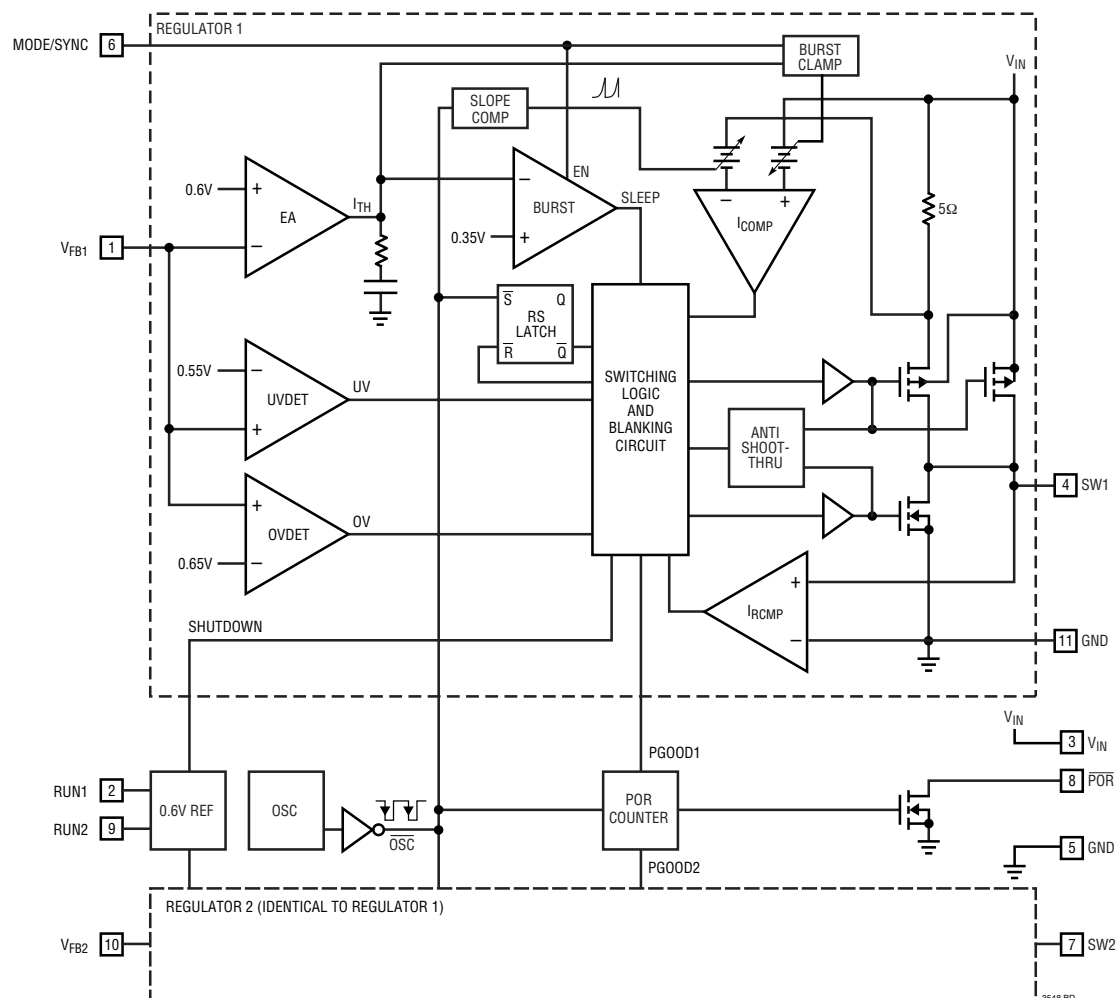 REGULATOR 1
MODE/SYNC 6
BURST
CLAMP
VIN
SLOPE
COMP
EN
0.6V
+
ITH
−
SLEEP
− +
5Ω
EA
BURST
ICOMP
VFB1 1
−
0.35V
+
S Q
RS
LATCH
R Q
0.55V
−
UV
UVDET
+
SWITCHING
LOGIC
AND
BLANKING
CIRCUIT
ANTI
SHOOT-
THRU
4 SW1
+
OV
OVDET
0.65V
−
+
IRCMP
−
SHUTDOWN
11 GND
VIN
3 VIN
PGOOD1
8 POR
RUN1 2
0.6V REF
OSC
POR
COUNTER
RUN2 9
OSC
5 GND
PGOOD2
REGULATOR 2 (IDENTICAL TO REGULATOR 1)
VFB2 10
7 SW2
3548 BD